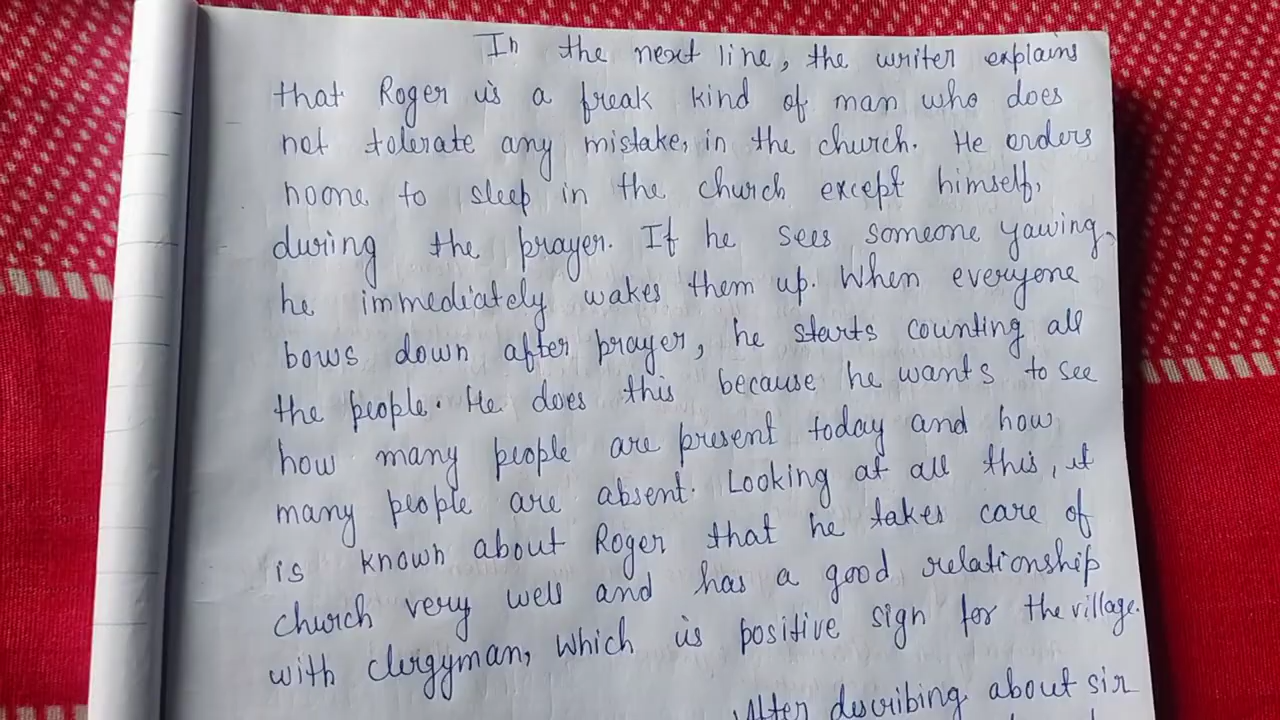 In the next line, the writer explains
that Roger is a freak kind of man who does
not tolerate any mistake, in the church. He orders
noone to sleep in the church except himself,
during the prayer. If he sees someone yawing,
he immediately wakes them up. When everyone
bows down after prayer, he starts counting all
the people. He does this because he wants to see
how many people are present today and how
many people are absent. Looking at all this, it
is known about Roger that he takes care of
church very well and has a good relationship
with clergyman, which is positive sign for the village.
After describing about sir